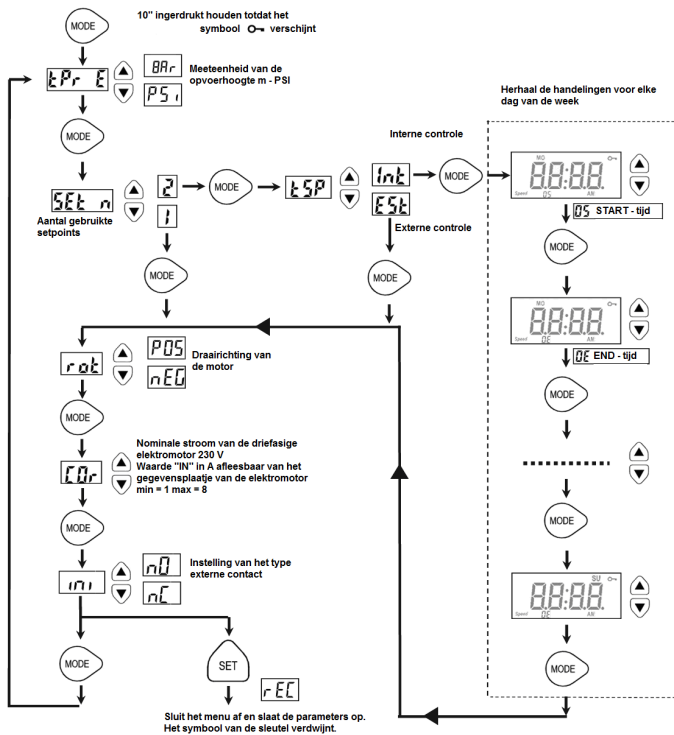 MODE
10" ingerdrukt houden totdat het
symbool verschijnt
tPr E
BAr
PSi
Meeteenheid van de
opvoerhoogte m - PSI
MODE
SEt n
Aantal gebruikte
setpoints
2
1
MODE
MODE
tSP
Int
ESt
Interne controle
Externe controle
MODE
MODE
Herhaal de handelingen voor elke
dag van de week
MO
88:88
Speed 0S AM
0S START - tijd
MODE
MO
88:88
Speed 0E AM
0E END - tijd
MODE
MODE
SU
88:88
Speed 0E AM
MODE
rot
POS
nEG
Draairichting van
de motor
MODE
COr
Nominale stroom van de driefasige
elektromotor 230 V
Waarde "IN" in A afleesbaar van het
gegevensplaatje van de elektromotor
min = 1 max = 8
MODE
ini
nO
nC
Instelling van het type
externe contact
MODE
SET
rEC
Sluit het menu af en slaat de parameters op.
Het symbool van de sleutel verdwijnt.